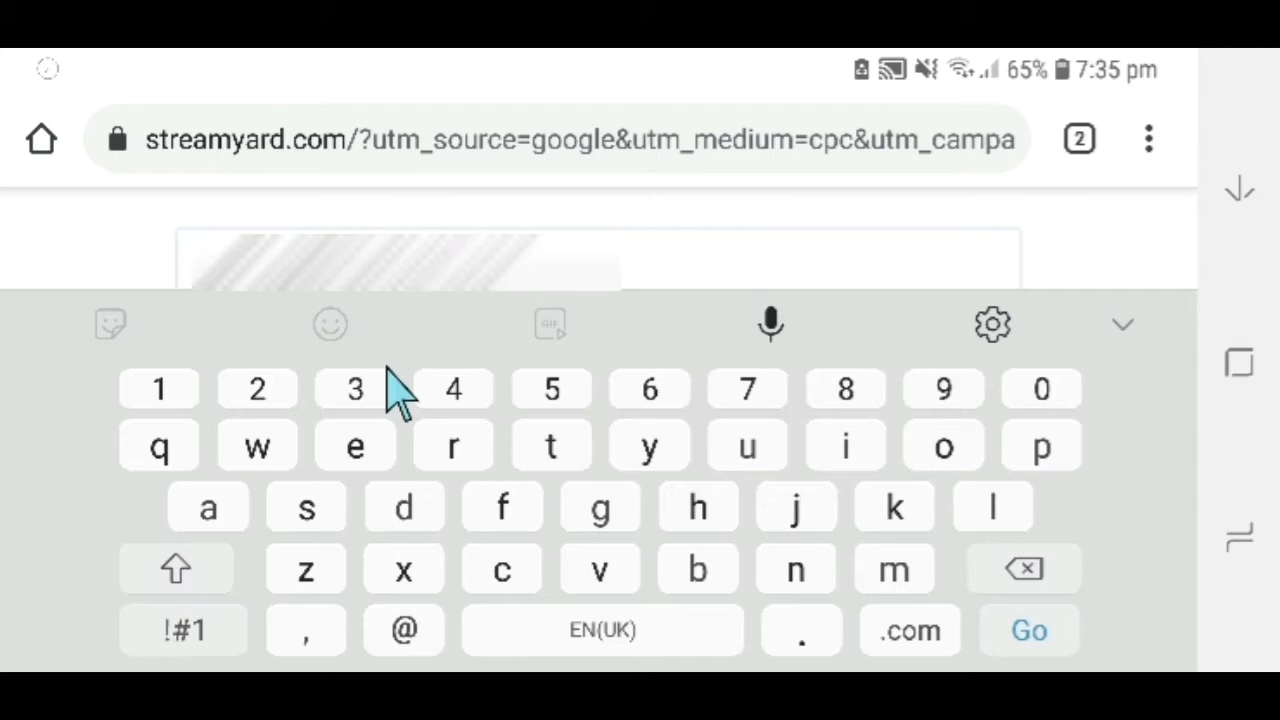 65% 7:35 pm
streamyard.com/?utm_source=google&utm_medium=cpc&utm_campa 2
GIF
1 2 3 4 5 6 7 8 9 0
q w e r t y u i o p
a s d f g h j k l
z x c v b n m
!#1 , @ EN(UK) . .com Go